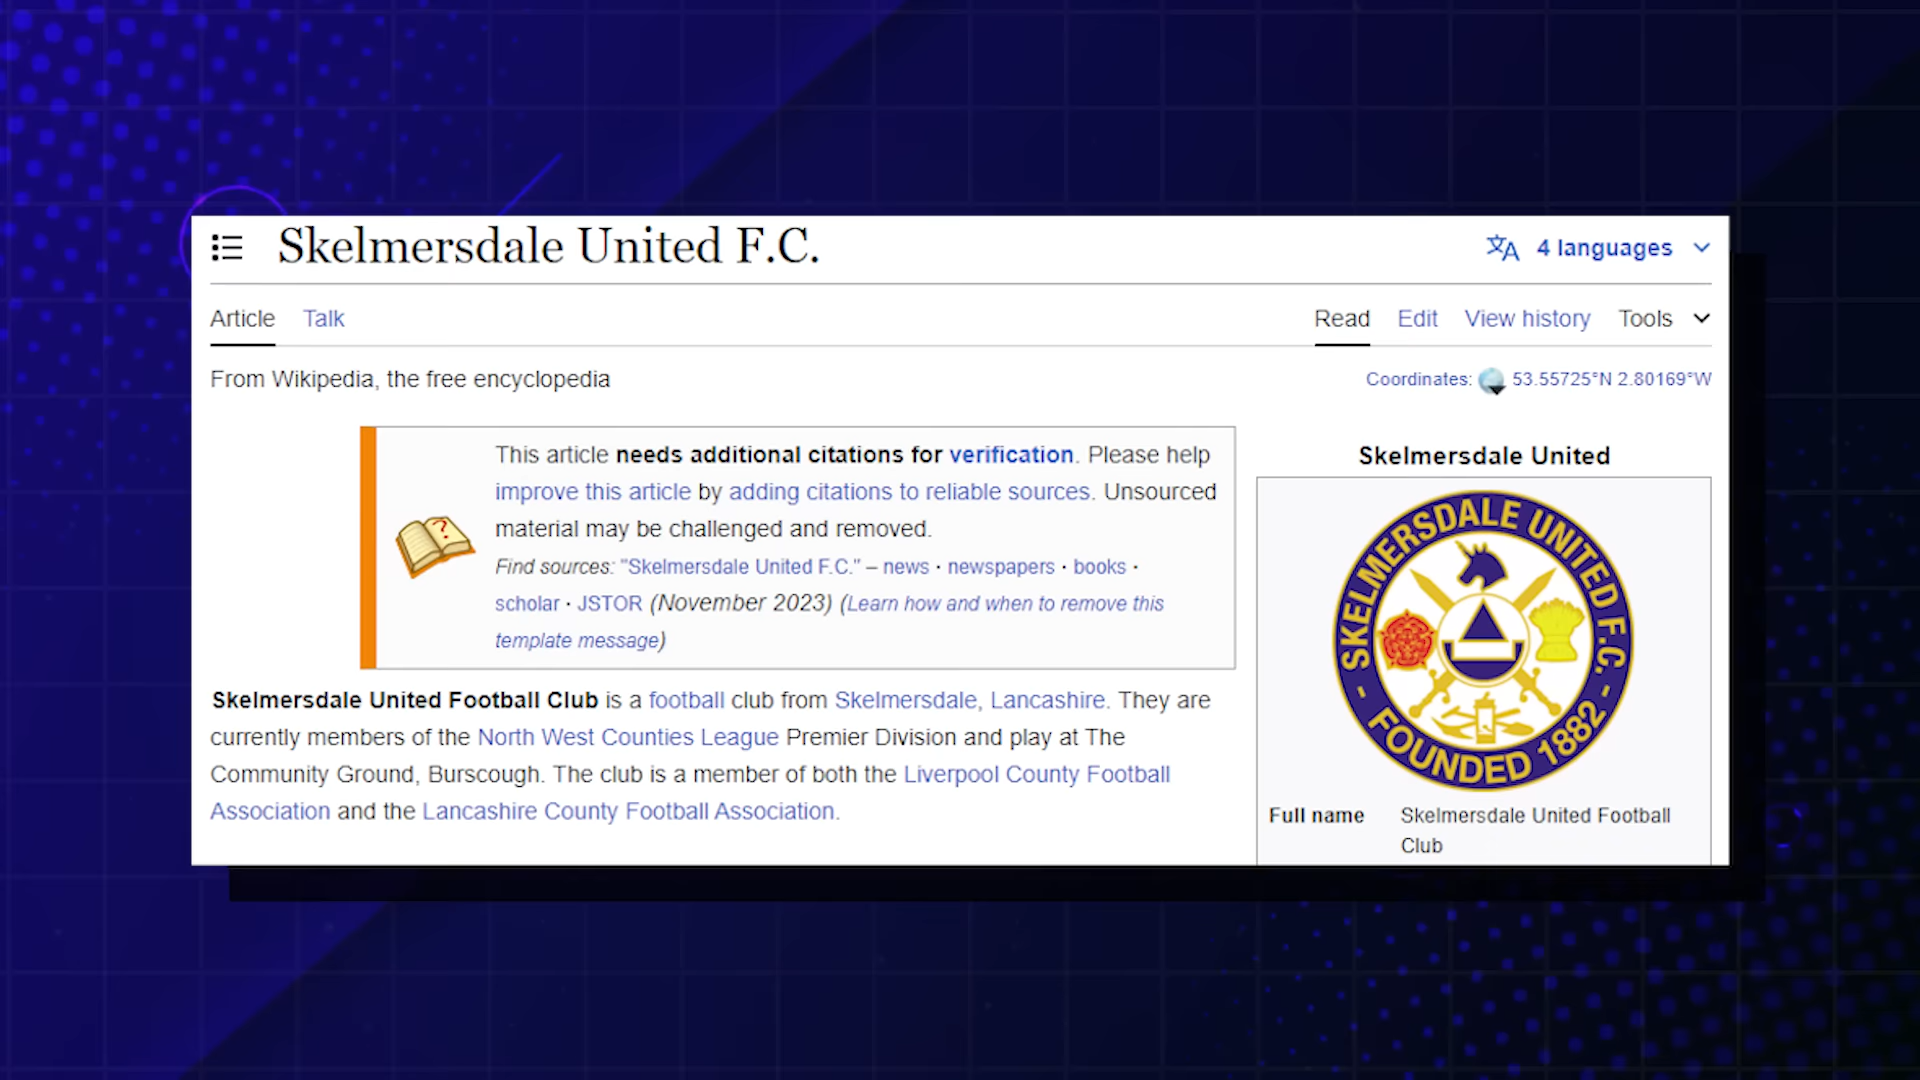 Skelmersdale United F.C.
4 languages
Article Talk
Read Edit View history Tools
From Wikipedia, the free encyclopedia
Coordinates: 53.55725°N 2.80169°W
This article needs additional citations for verification. Please help
improve this article by adding citations to reliable sources. Unsourced
material may be challenged and removed.
Find sources: "Skelmersdale United F.C." – news · newspapers · books ·
scholar · JSTOR (November 2023) (Learn how and when to remove this
template message)
Skelmersdale United Football Club is a football club from Skelmersdale, Lancashire. They are
currently members of the North West Counties League Premier Division and play at The
Community Ground, Burscough. The club is a member of both the Liverpool County Football
Association and the Lancashire County Football Association.
Skelmersdale United
SKELMERSDALE UNITED F.C.
- FOUNDED 1882 -
Full name Skelmersdale United Football
Club